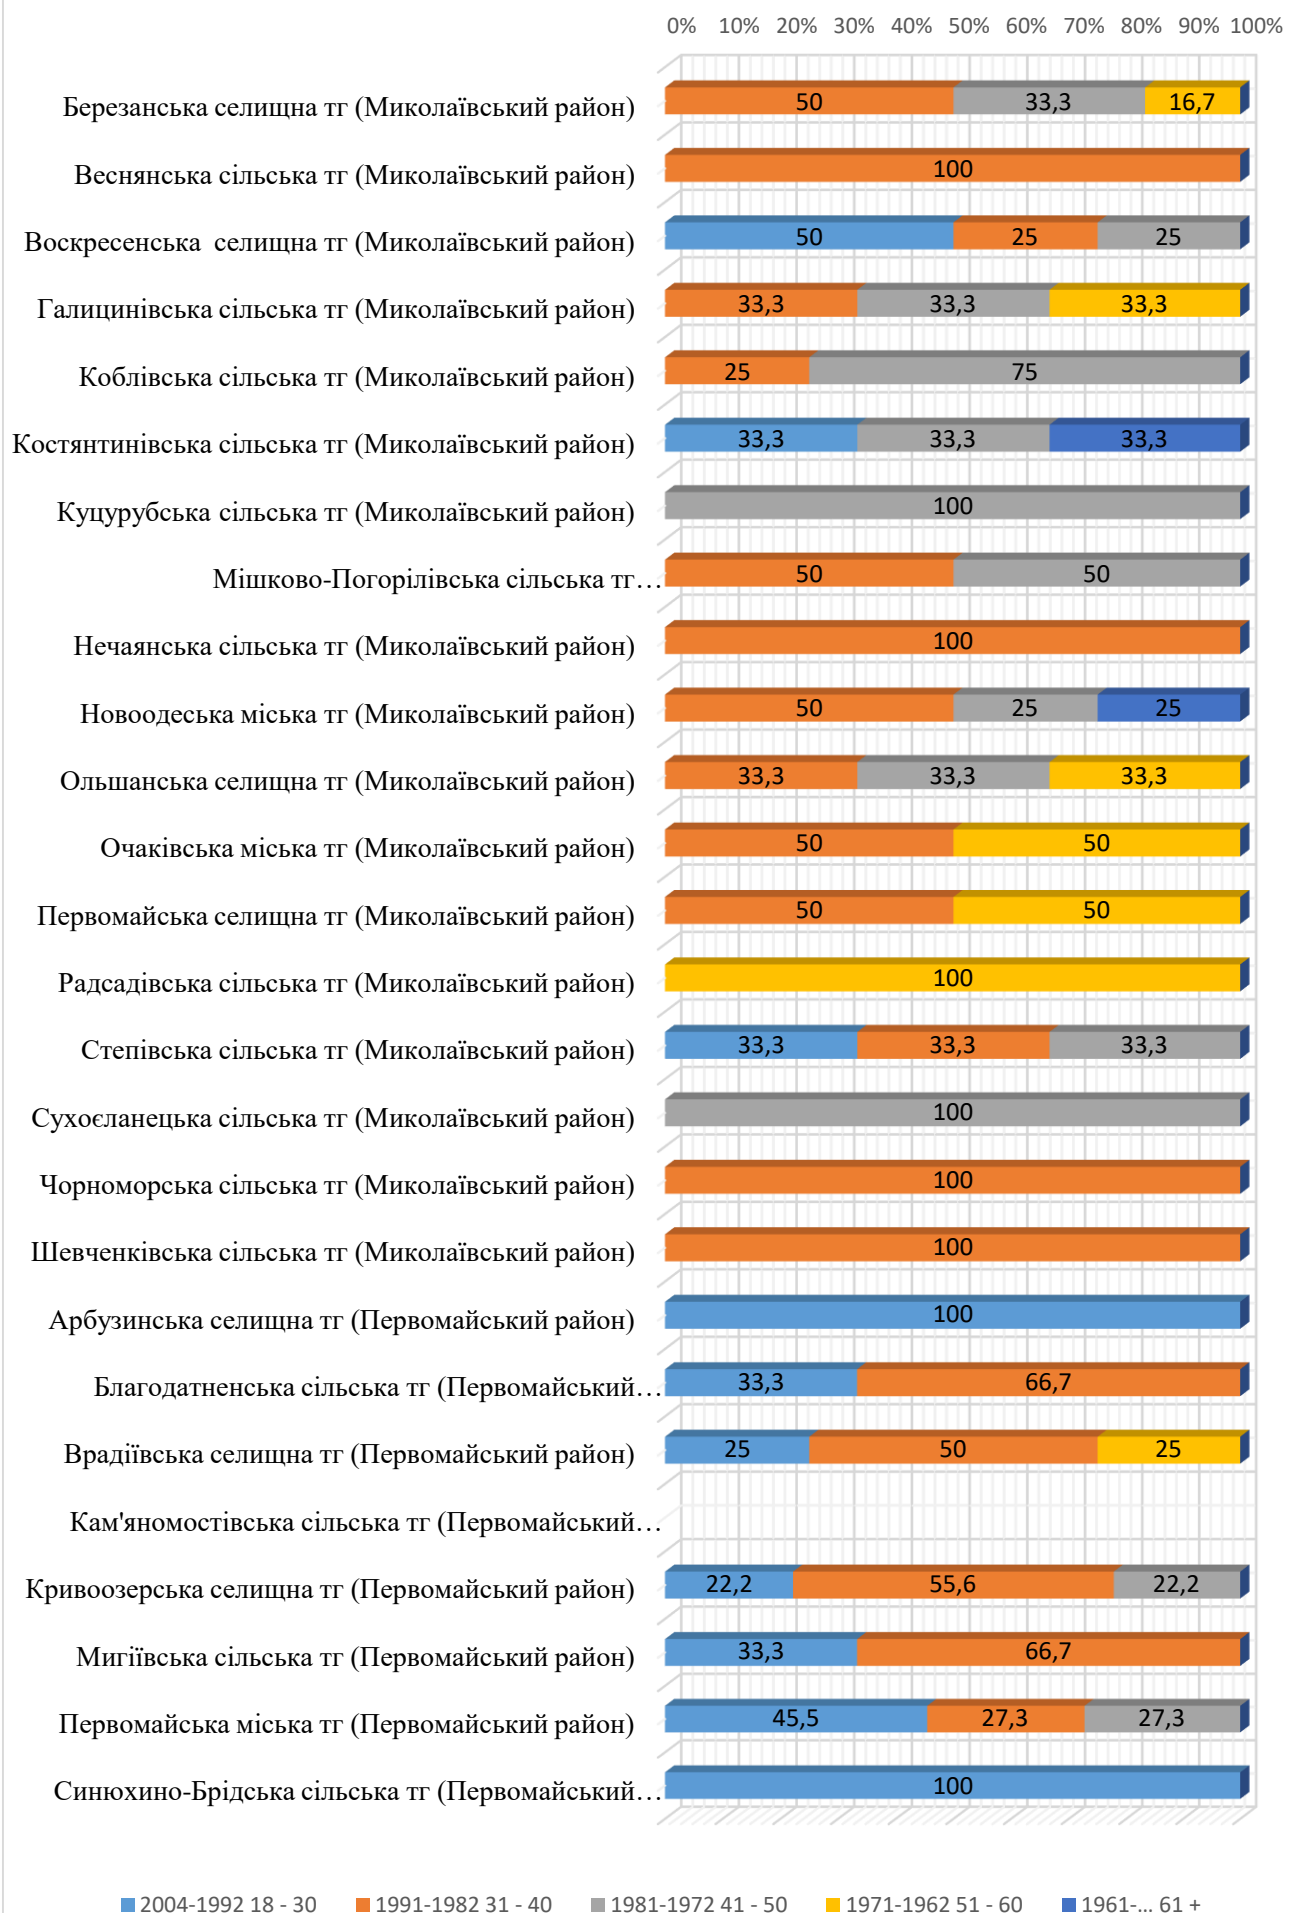 0% 10% 20% 30% 40% 50% 60% 70% 80% 90% 100%
Березанська селищна тг (Миколаївський район) 50 33,3 16,7
Веснянська сільська тг (Миколаївський район) 100
Воскресенська селищна тг (Миколаївський район) 50 25 25
Галицинівська сільська тг (Миколаївський район) 33,3 33,3 33,3
Коблівська сільська тг (Миколаївський район) 25 75
Костянтинівська сільська тг (Миколаївський район) 33,3 33,3 33,3
Куцурубська сільська тг (Миколаївський район) 100
Мішково-Погорілівська сільська тг… 50 50
Нечаянська сільська тг (Миколаївський район) 100
Новоодеська міська тг (Миколаївський район) 50 25 25
Ольшанська селищна тг (Миколаївський район) 33,3 33,3 33,3
Очаківська міська тг (Миколаївський район) 50 50
Первомайська селищна тг (Миколаївський район) 50 50
Радсадівська сільська тг (Миколаївський район) 100
Степівська сільська тг (Миколаївський район) 33,3 33,3 33,3
Сухоєланецька сільська тг (Миколаївський район) 100
Чорноморська сільська тг (Миколаївський район) 100
Шевченківська сільська тг (Миколаївський район) 100
Арбузинська селищна тг (Первомайський район) 100
Благодатненська сільська тг (Первомайський… 33,3 66,7
Врадіївська селищна тг (Первомайський район) 25 50 25
Кам'яномостівська сільська тг (Первомайський…
Кривоозерська селищна тг (Первомайський район) 22,2 55,6 22,2
Мигіївська сільська тг (Первомайський район) 33,3 66,7
Первомайська міська тг (Первомайський район) 45,5 27,3 27,3
Синюхино-Брідська сільська тг (Первомайський… 100
2004-1992 18 - 30 1991-1982 31 - 40 1981-1972 41 - 50 1971-1962 51 - 60 1961-... 61 +